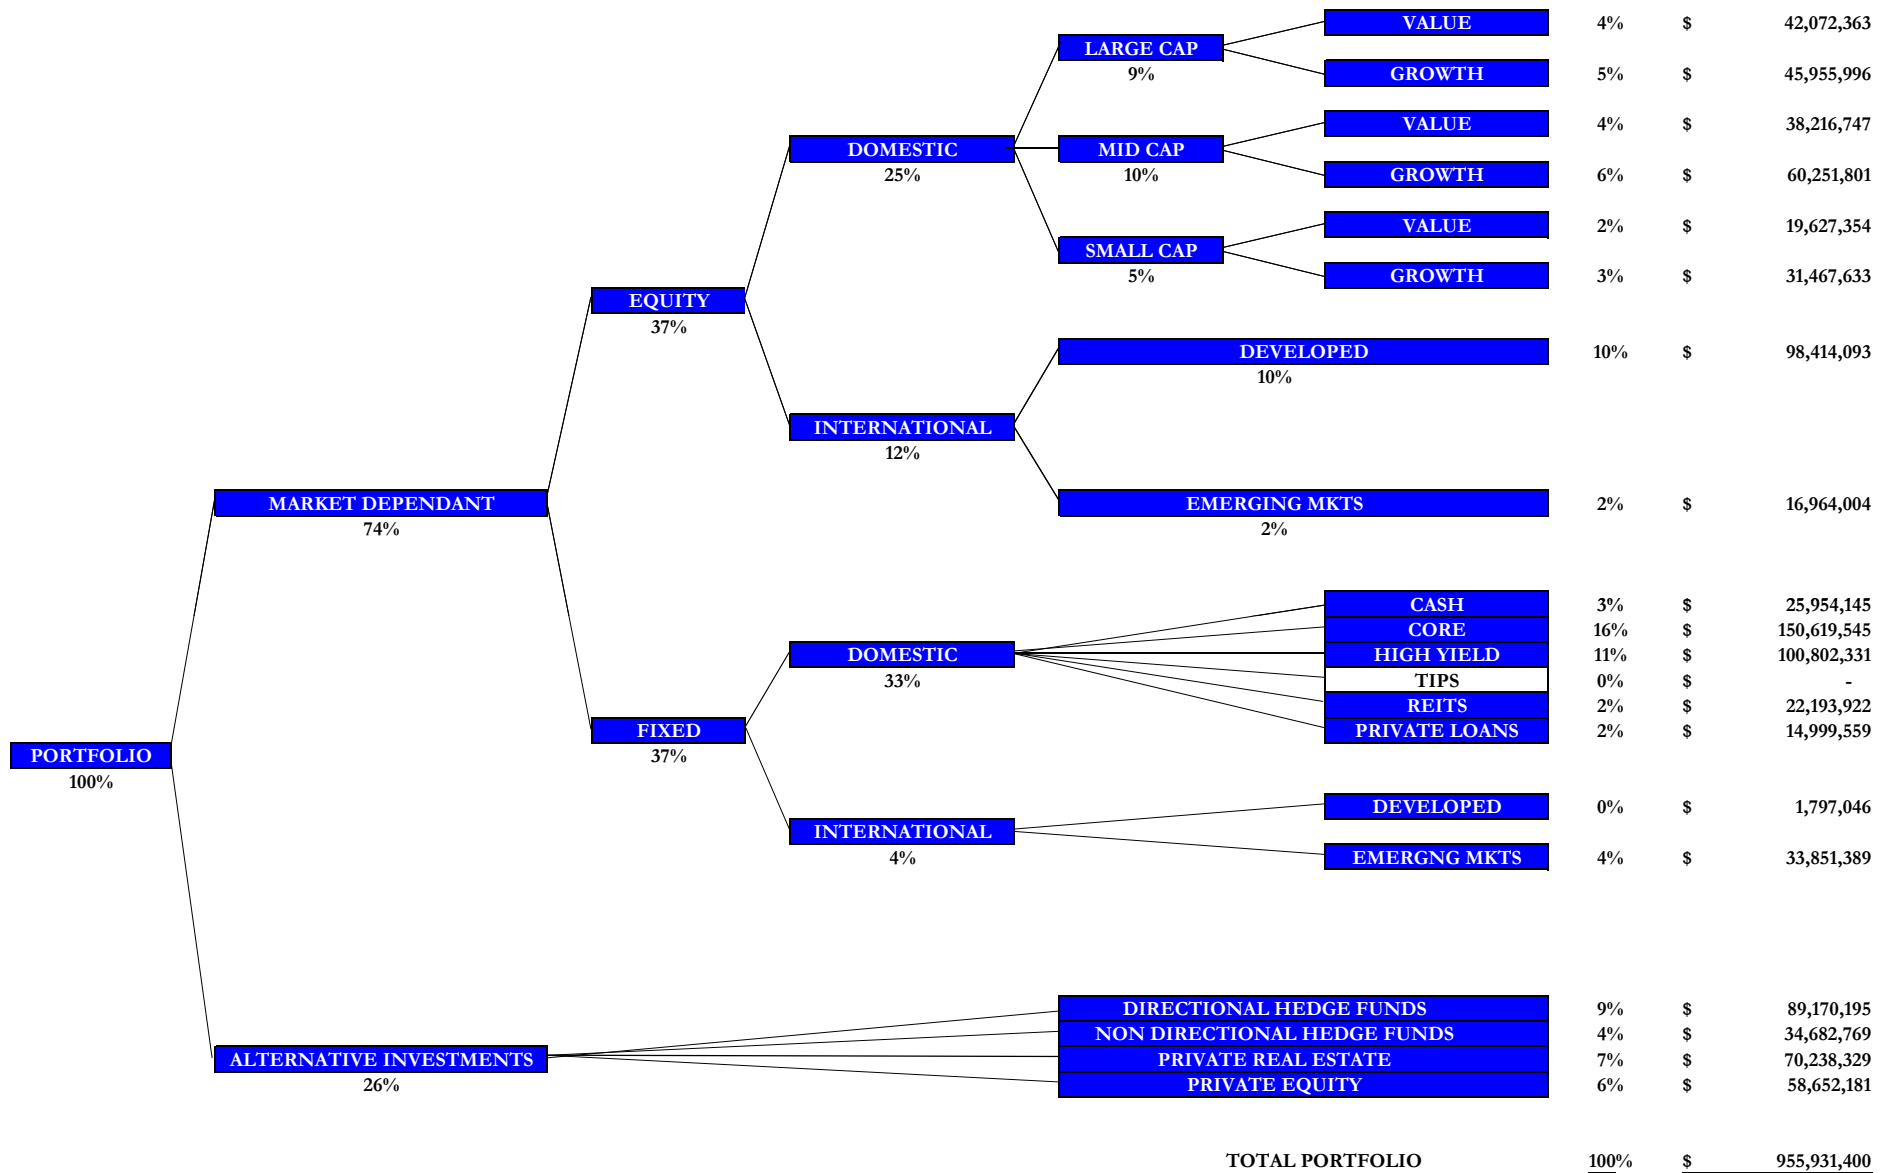 VALUE 4% $ 42,072,363
LARGE CAP
9%
GROWTH 5% $ 45,955,996
VALUE 4% $ 38,216,747
DOMESTIC MID CAP
25% 10% GROWTH 6% $ 60,251,801
VALUE 2% $ 19,627,354
SMALL CAP
5% GROWTH 3% $ 31,467,633
EQUITY
37%
DEVELOPED 10% $ 98,414,093
10%
INTERNATIONAL
12%
MARKET DEPENDANT EMERGING MKTS 2% $ 16,964,004
74% 2%
CASH 3% $ 25,954,145
CORE 16% $ 150,619,545
DOMESTIC HIGH YIELD 11% $ 100,802,331
33% TIPS 0% $ -
REITS 2% $ 22,193,922
FIXED PRIVATE LOANS 2% $ 14,999,559
37%
PORTFOLIO
100%
DEVELOPED 0% $ 1,797,046
INTERNATIONAL
4% EMERGNG MKTS 4% $ 33,851,389
DIRECTIONAL HEDGE FUNDS 9% $ 89,170,195
NON DIRECTIONAL HEDGE FUNDS 4% $ 34,682,769
ALTERNATIVE INVESTMENTS PRIVATE REAL ESTATE 7% $ 70,238,329
26% PRIVATE EQUITY 6% $ 58,652,181
TOTAL PORTFOLIO 100% $ 955,931,400